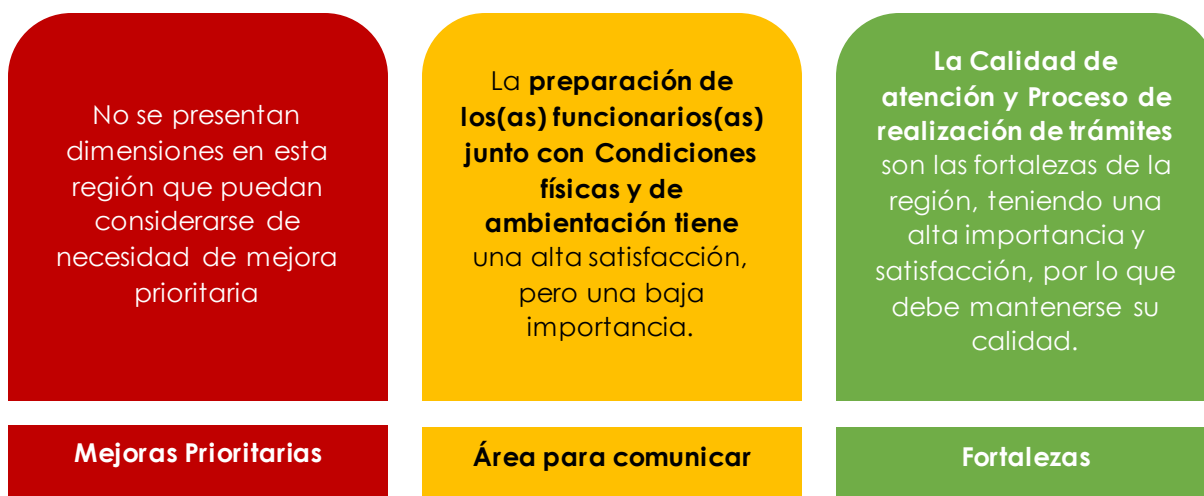 No se presentan
dimensiones en esta
región que puedan
considerarse de
necesidad de mejora
prioritaria
Mejoras Prioritarias
La preparación de
los(as) funcionarios(as)
junto con Condiciones
físicas y de
ambientación tiene
una alta satisfacción,
pero una baja
importancia.
Área para comunicar
La Calidad de
atención y Proceso de
realización de trámites
son las fortalezas de la
región, teniendo una
alta importancia y
satisfacción, por lo que
debe mantenerse su
calidad.
Fortalezas